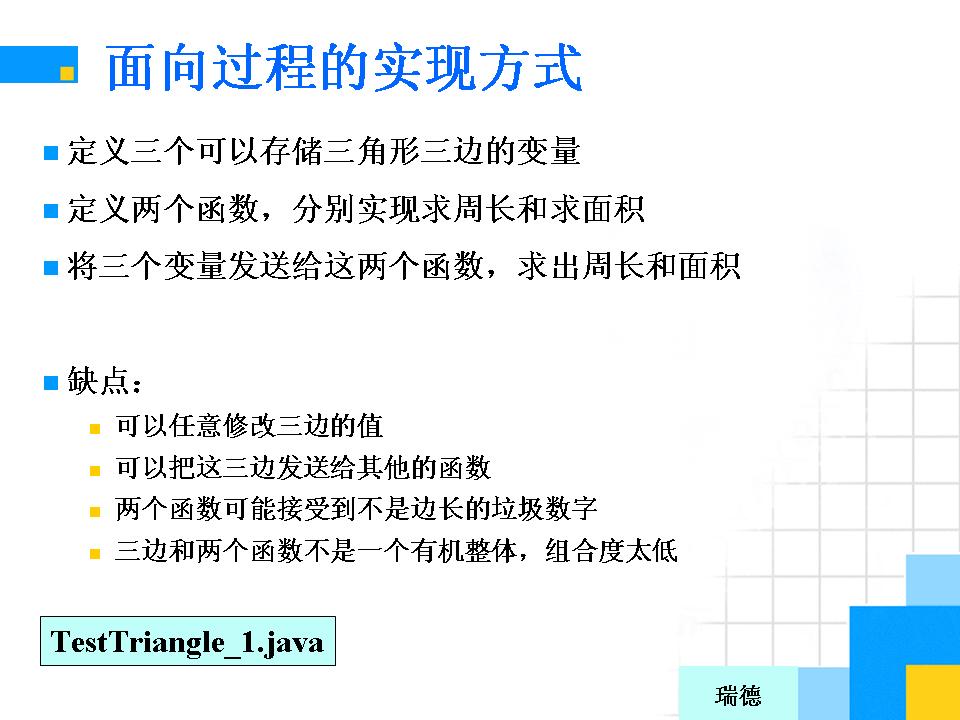 面向过程的实现方式
定义三个可以存储三角形三边的变量
定义两个函数，分别实现求周长和求面积
将三个变量发送给这两个函数，求出周长和面积
缺点：
可以任意修改三边的值
可以把这三边发送给其他的函数
两个函数可能接受到不是边长的垃圾数字
三边和两个函数不是一个有机整体，组合度太低
TestTriangle_1.java
瑞德